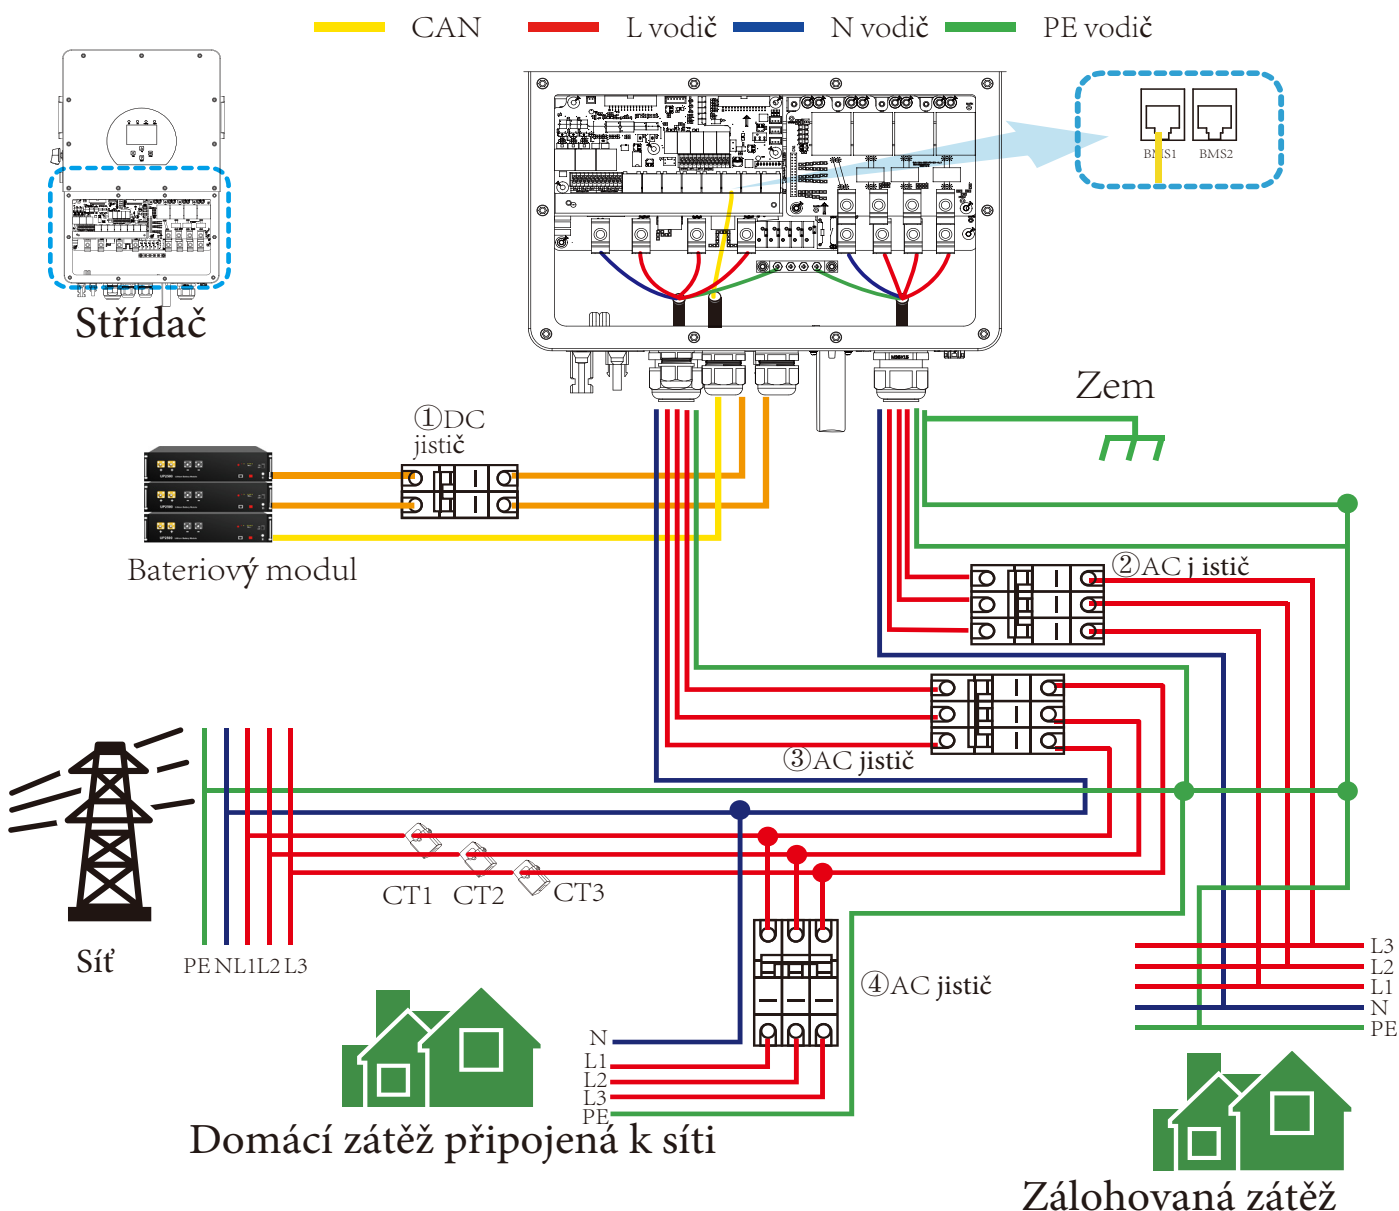 CAN
L vodič
N vodič
PE vodič
BMS1
BMS2
Střídač
Zem
①DC
jistič
Bateriový modul
②AC j istič
③AC jistič
CT1
CT2
CT3
Síť
PE N L1 L2 L3
④AC jistič
L3
L2
L1
N
PE
N
L1
L2
L3
PE
Domácí zátěž připojená k síti
Zálohovaná zátěž